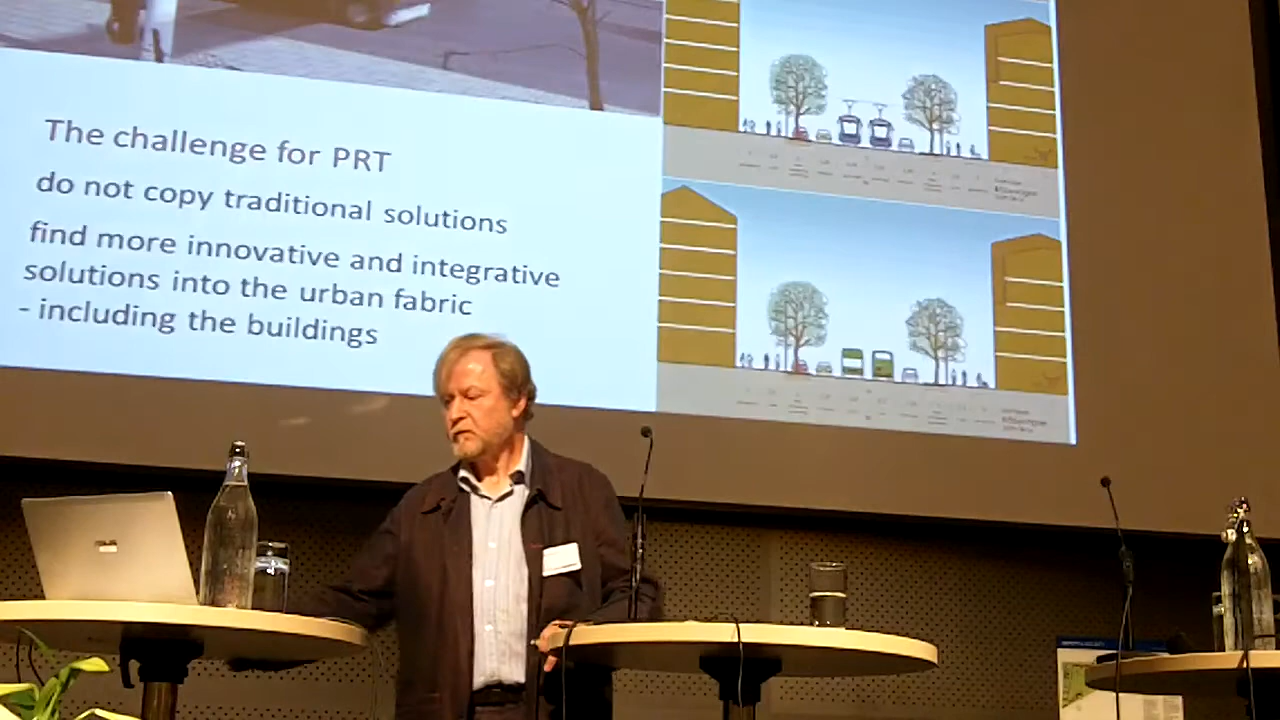 The challenge for PRT
do not copy traditional solutions
find more innovative and integrative
solutions into the urban fabric
- including the buildings